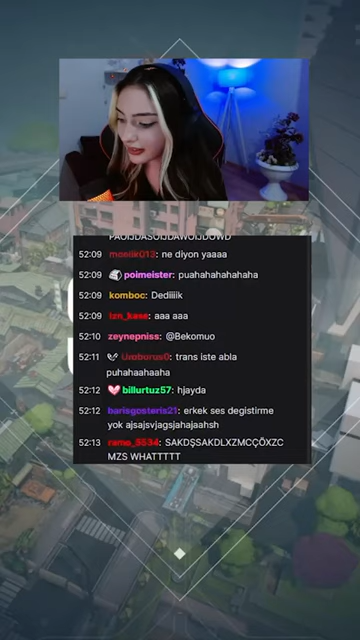 52:09 ne diyon yaaaa
52:09 poimeister: puahahahahahaha
52:09 komboc: Dediiiik
52:09 aaa aaa
52:10 zeynepniss: @Bekomuo
52:11 trans iste abla
puhahaahaaha
52:12 billurtuz57: hjayda
52:12 barisgosteris21: erkek ses degistirme
yok ajsajsvjagsjahajaahsh
52:13 SAKDŞSAKDLXZMCÇÖXZC
MZS WHATTTTT